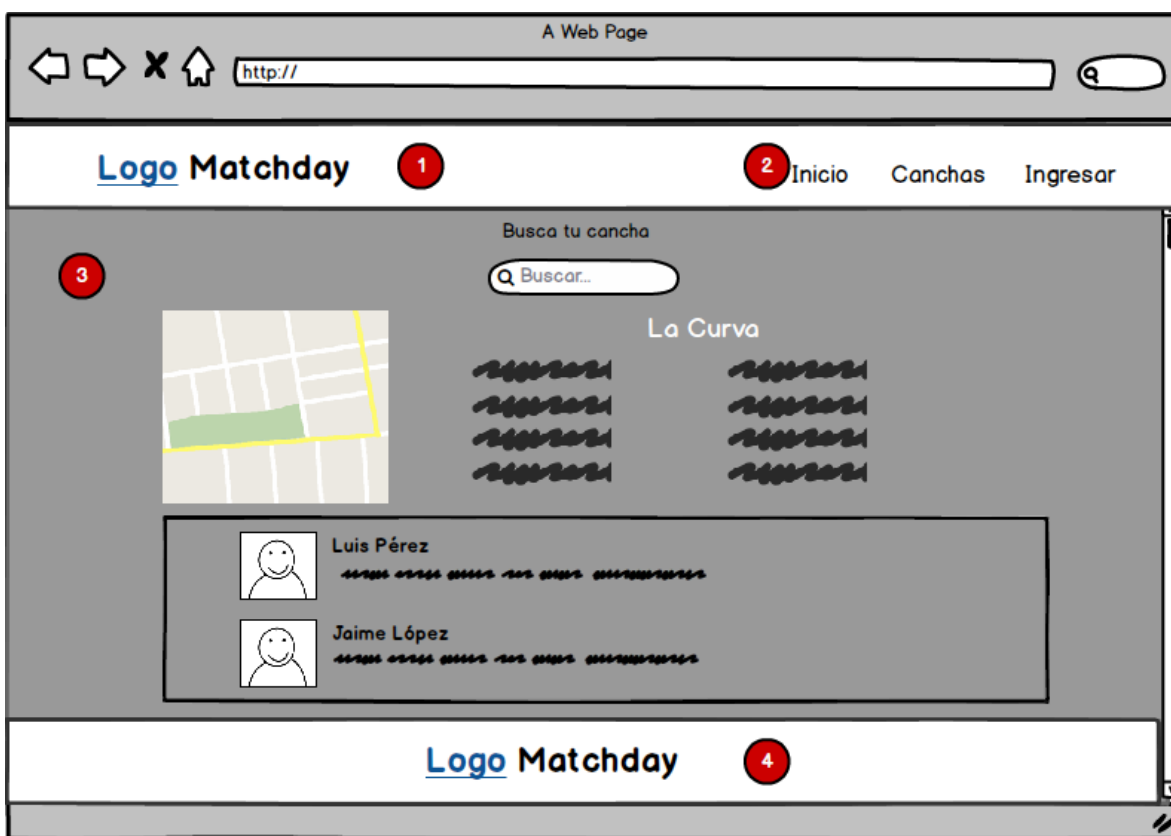 A Web Page
http://
Logo Matchday
1
2
Inicio Canchas Ingresar
Busca tu cancha
3
Buscar...
La Curva
Luis Pérez
Jaime López
Logo Matchday
4